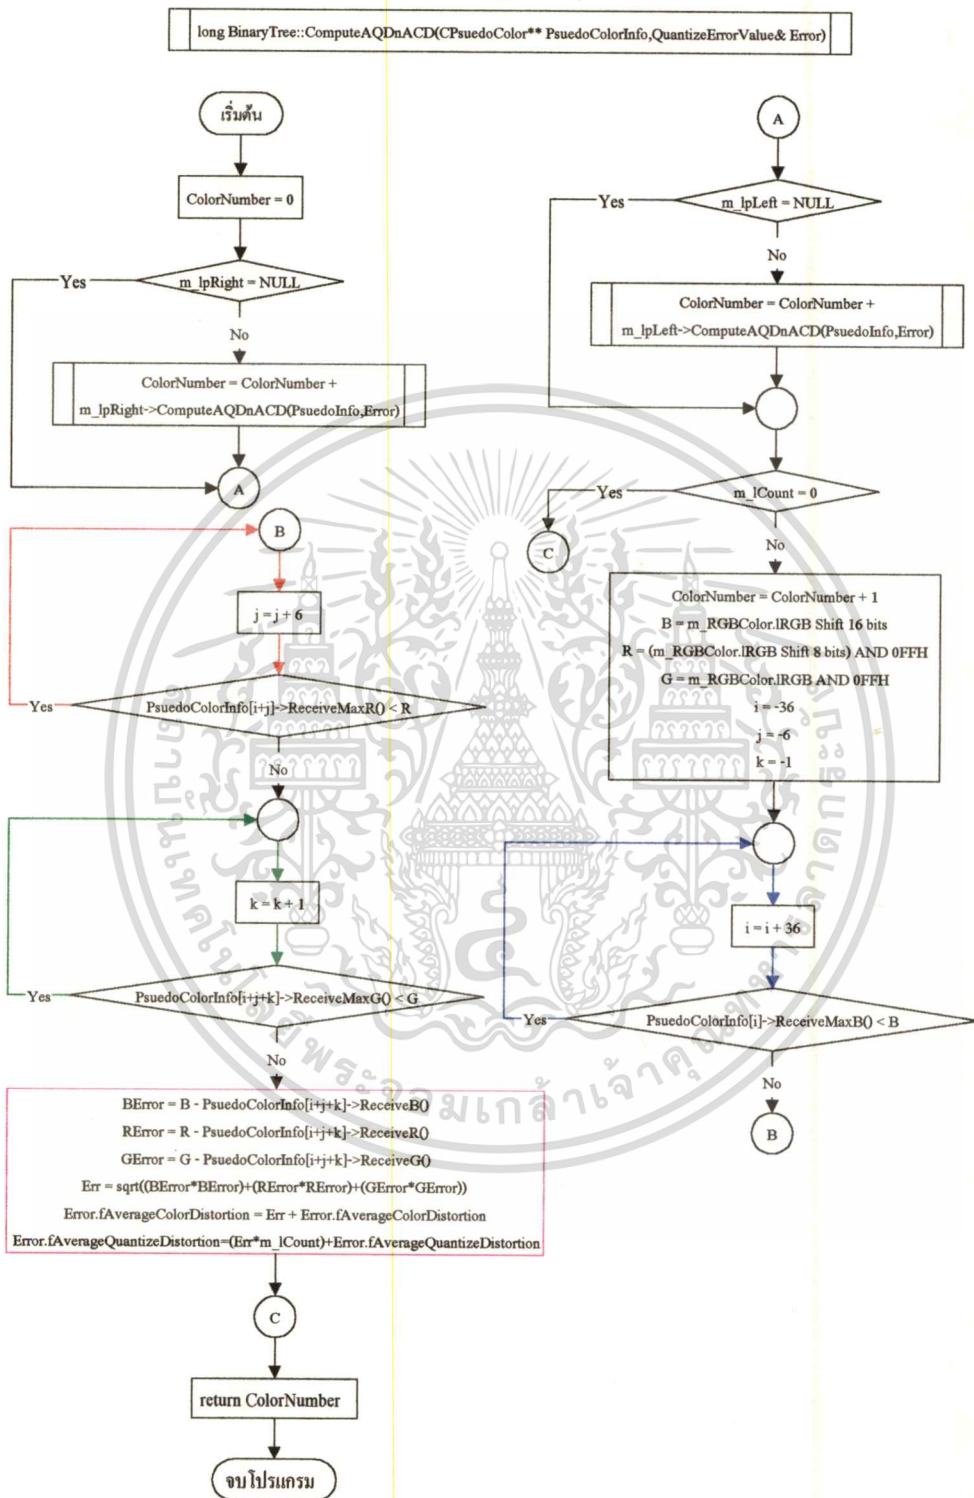 long BinaryTree::ComputeAQDnACD(CPsuedoColor** PsuedoColorInfo,QuantizeErrorValue& Error)
เริ่มต้น
ColorNumber = 0
m_lpRight = NULL
Yes
No
ColorNumber = ColorNumber +
m_lpRight->ComputeAQDnACD(PsuedoInfo,Error)
A
B
j = j + 6
PsuedoColorInfo[i+j]->ReceiveMaxR() < R
Yes
No
k = k + 1
PsuedoColorInfo[i+j+k]->ReceiveMaxG() < G
Yes
No
BError = B - PsuedoColorInfo[i+j+k]->ReceiveB()
RError = R - PsuedoColorInfo[i+j+k]->ReceiveR()
GError = G - PsuedoColorInfo[i+j+k]->ReceiveG()
Err = sqrt((BError*BError)+(RError*RError)+(GError*GError))
Error.fAverageColorDistortion = Err + Error.fAverageColorDistortion
Error.fAverageQuantizeDistortion=(Err*m_lCount)+Error.fAverageQuantizeDistortion
C
return ColorNumber
จบโปรแกรม
A
m_lpLeft = NULL
Yes
No
ColorNumber = ColorNumber +
m_lpLeft->ComputeAQDnACD(PsuedoInfo,Error)
m_lCount = 0
Yes
C
No
ColorNumber = ColorNumber + 1
B = m_RGBColor.lRGB Shift 16 bits
R = (m_RGBColor.lRGB Shift 8 bits) AND 0FFH
G = m_RGBColor.lRGB AND 0FFH
i = -36
j = -6
k = -1
i = i + 36
PsuedoColorInfo[i]->ReceiveMaxB() < B
Yes
No
B